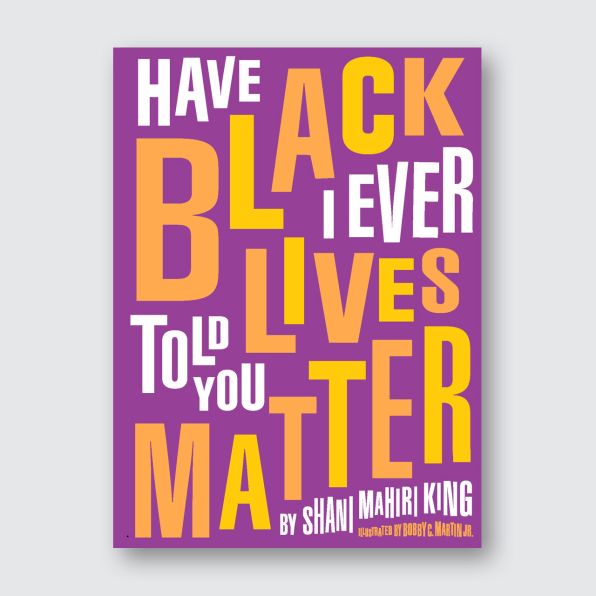 HAVE
BLACK
I EVER
LIVES
TOLD
YOU
MATTER
BY SHANI MAHIRI KING
ILLUSTRATED BY BOBBY C. MARTIN JR.